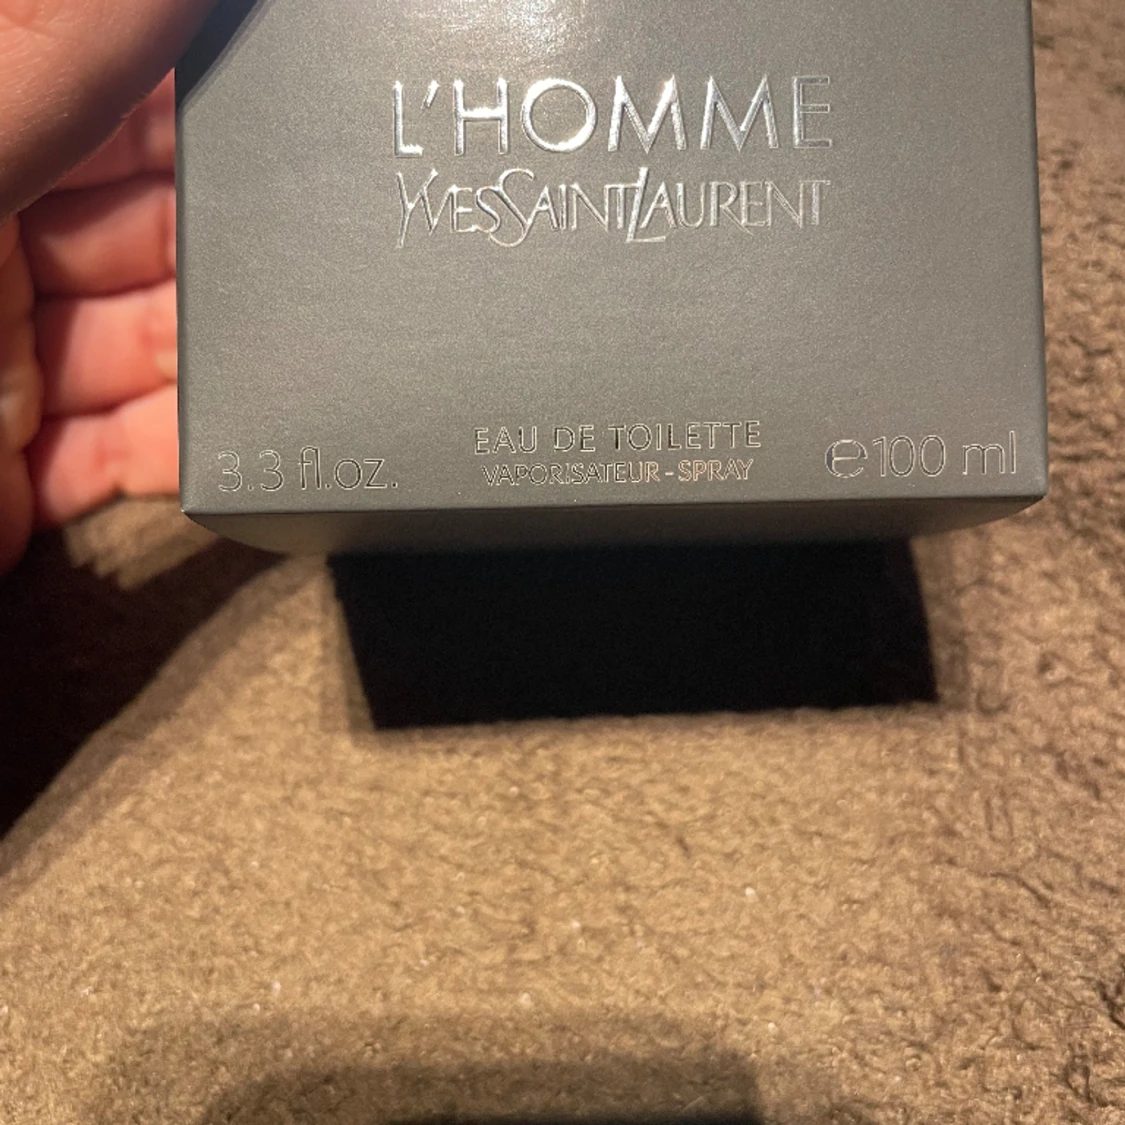 L'HOMME
YVESSAINTLAURENT
EAU DE TOILETTE
VAPORISATEUR - SPRAY
3.3 fl.oz.
℮100 ml